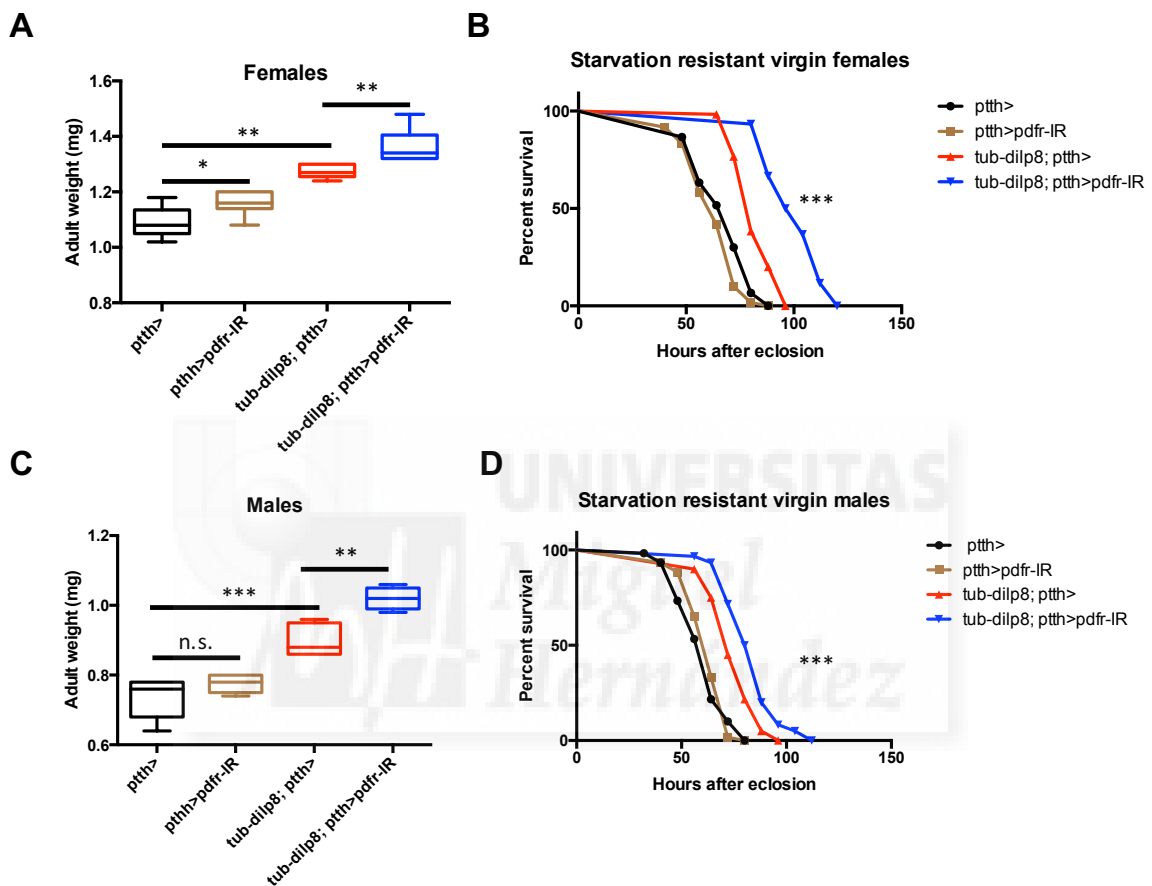 A
Females
Adult weight (mg)
1.6
1.4
1.2
1.0
0.8
*
**
**
ptth>
pthh>pdfr-IR
tub-dilp8; ptth>
tub-dilp8; ptth>pdfr-IR
B
Starvation resistant virgin females
Percent survival
100
50
0
0 50 100 150
Hours after eclosion
***
ptth>
ptth>pdfr-IR
tub-dilp8; ptth>
tub-dilp8; ptth>pdfr-IR
C
Males
Adult weight (mg)
1.2
1.0
0.8
0.6
n.s.
***
**
ptth>
pthh>pdfr-IR
tub-dilp8; ptth>
tub-dilp8; ptth>pdfr-IR
D
Starvation resistant virgin males
Percent survival
100
50
0
0 50 100 150
Hours after eclosion
***
ptth>
ptth>pdfr-IR
tub-dilp8; ptth>
tub-dilp8; ptth>pdfr-IR
UNIVERSITAS
Miguel
Hernández